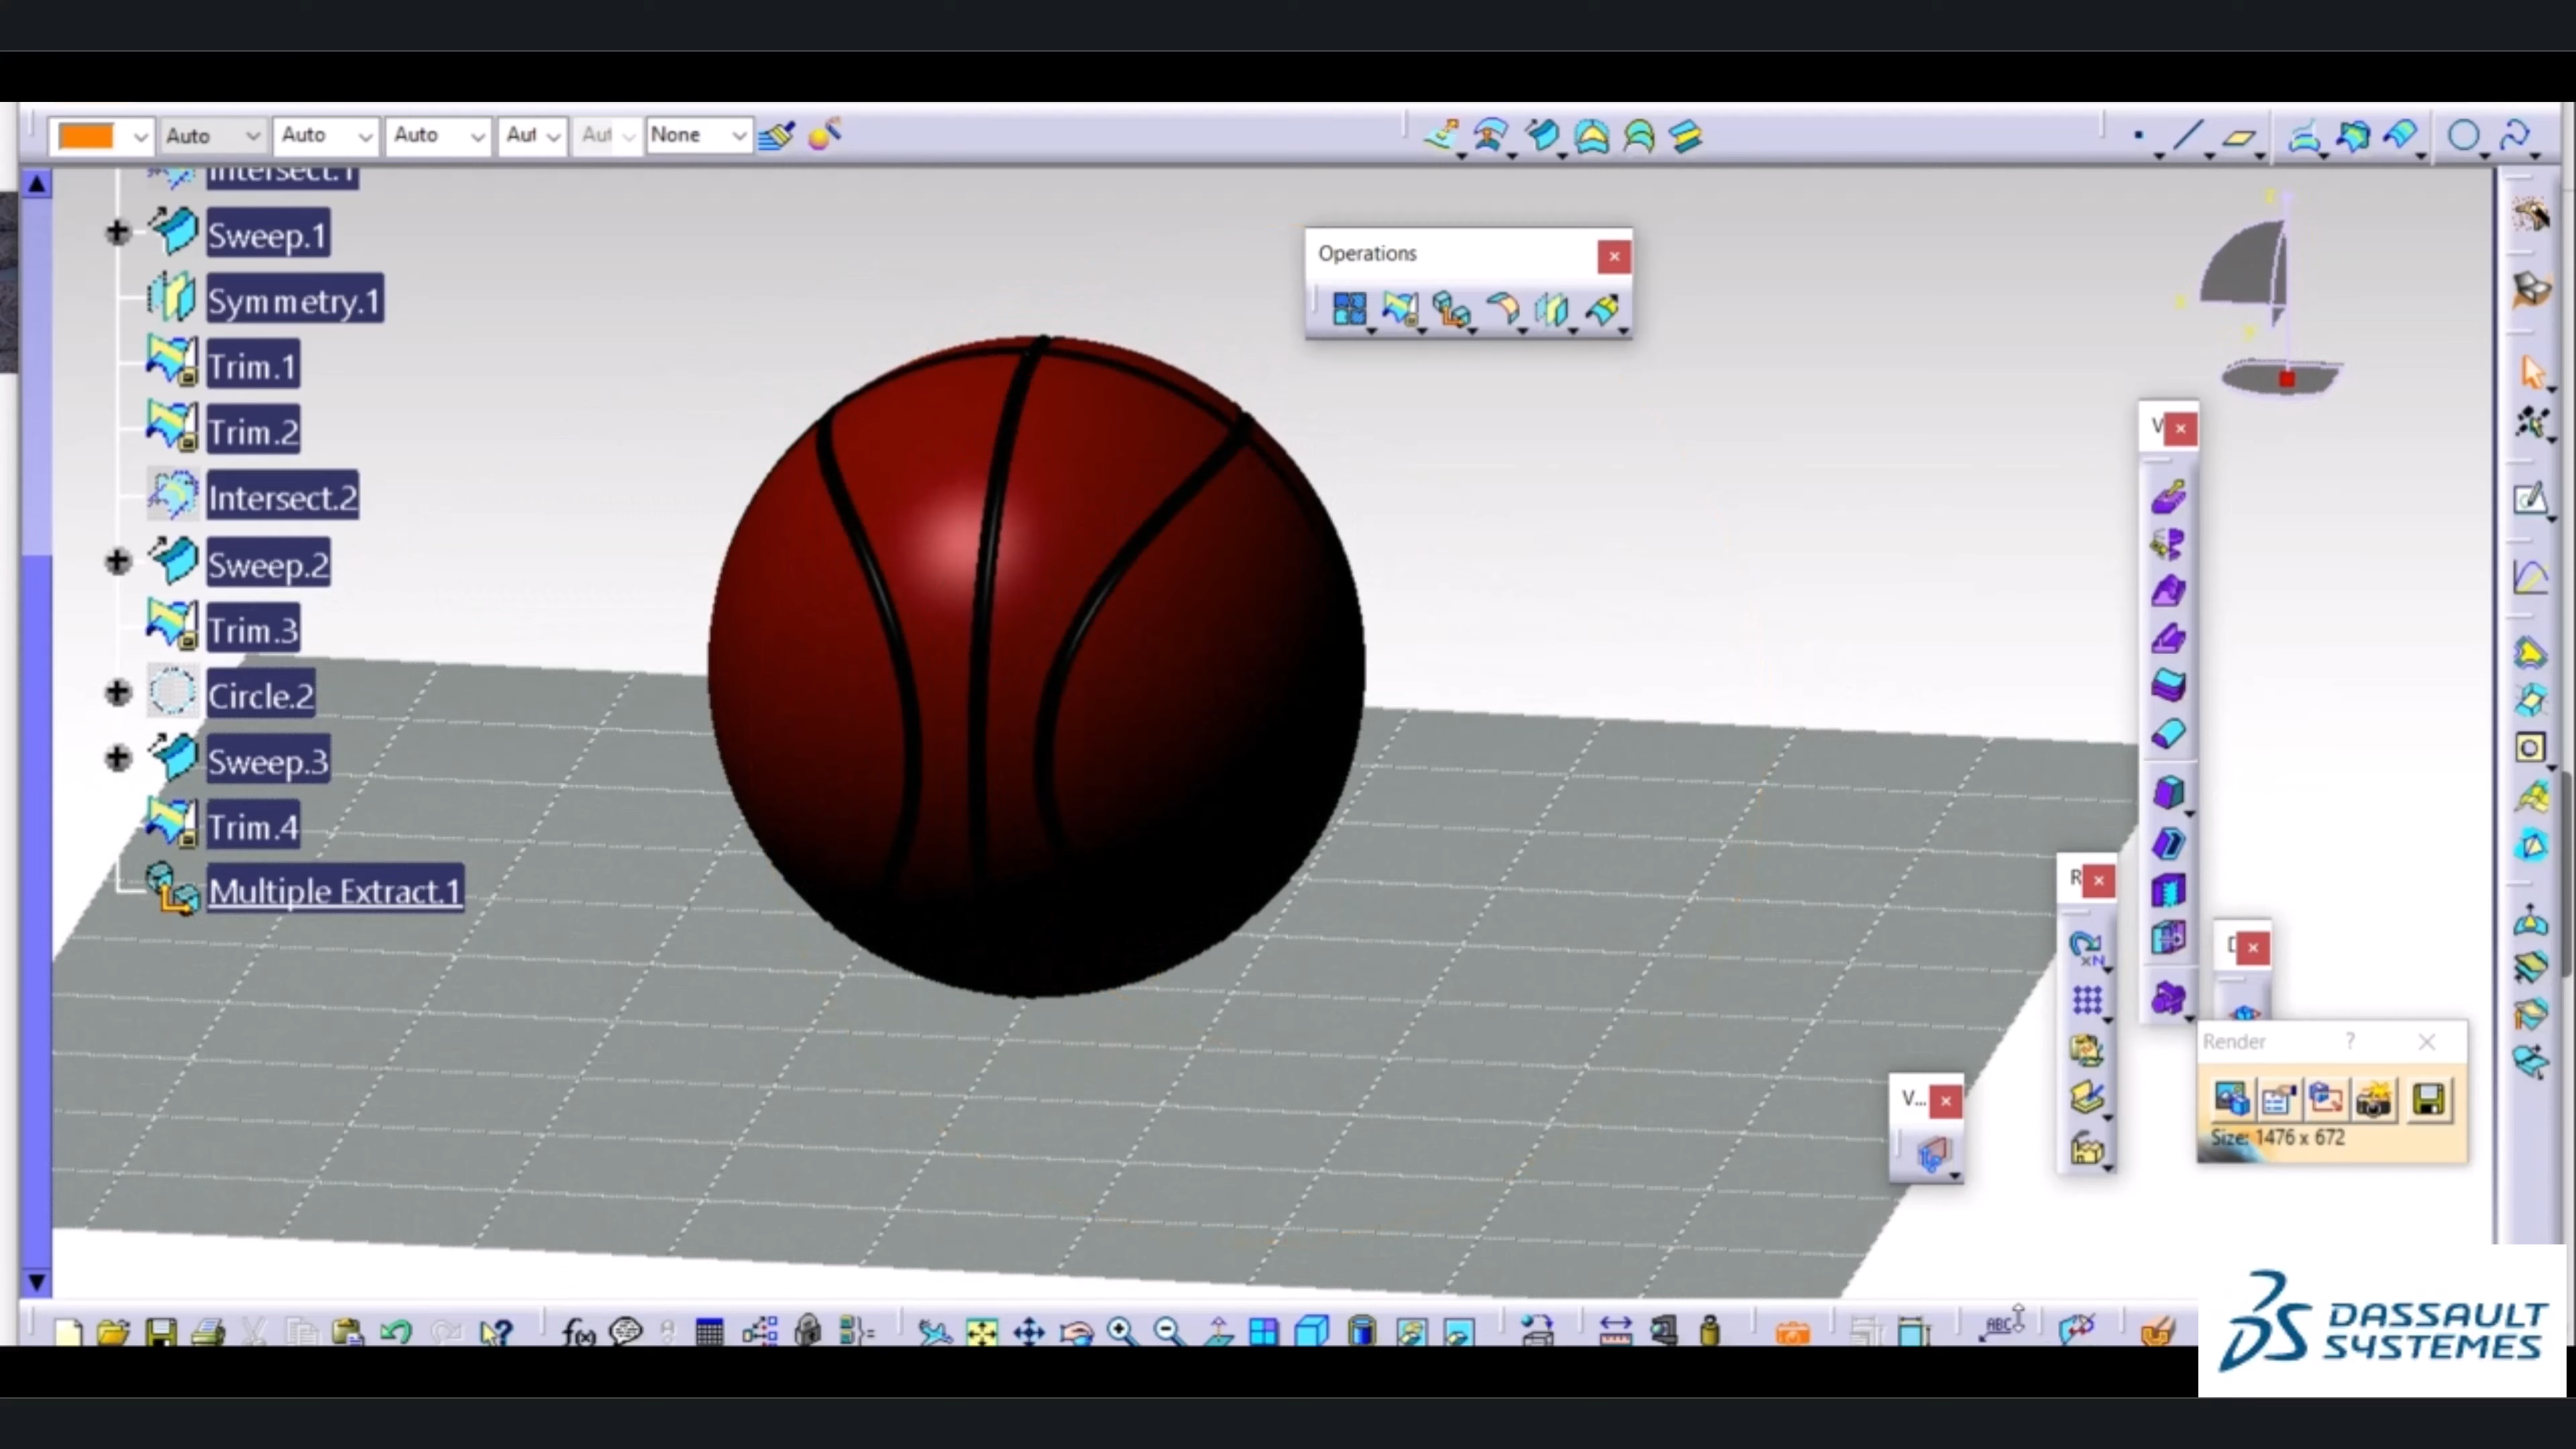 Auto
Auto
Auto
Aut
Aut
None
Intersect.1
Sweep.1
Symmetry.1
Trim.1
Trim.2
Intersect.2
Sweep.2
Trim.3
Circle.2
Sweep.3
Trim.4
Multiple Extract.1
Operations
z
x
y
V
R
xN
V...
Render ?
Size: 1476 x 672
f(x)
ABC
DASSAULT
SYSTEMES